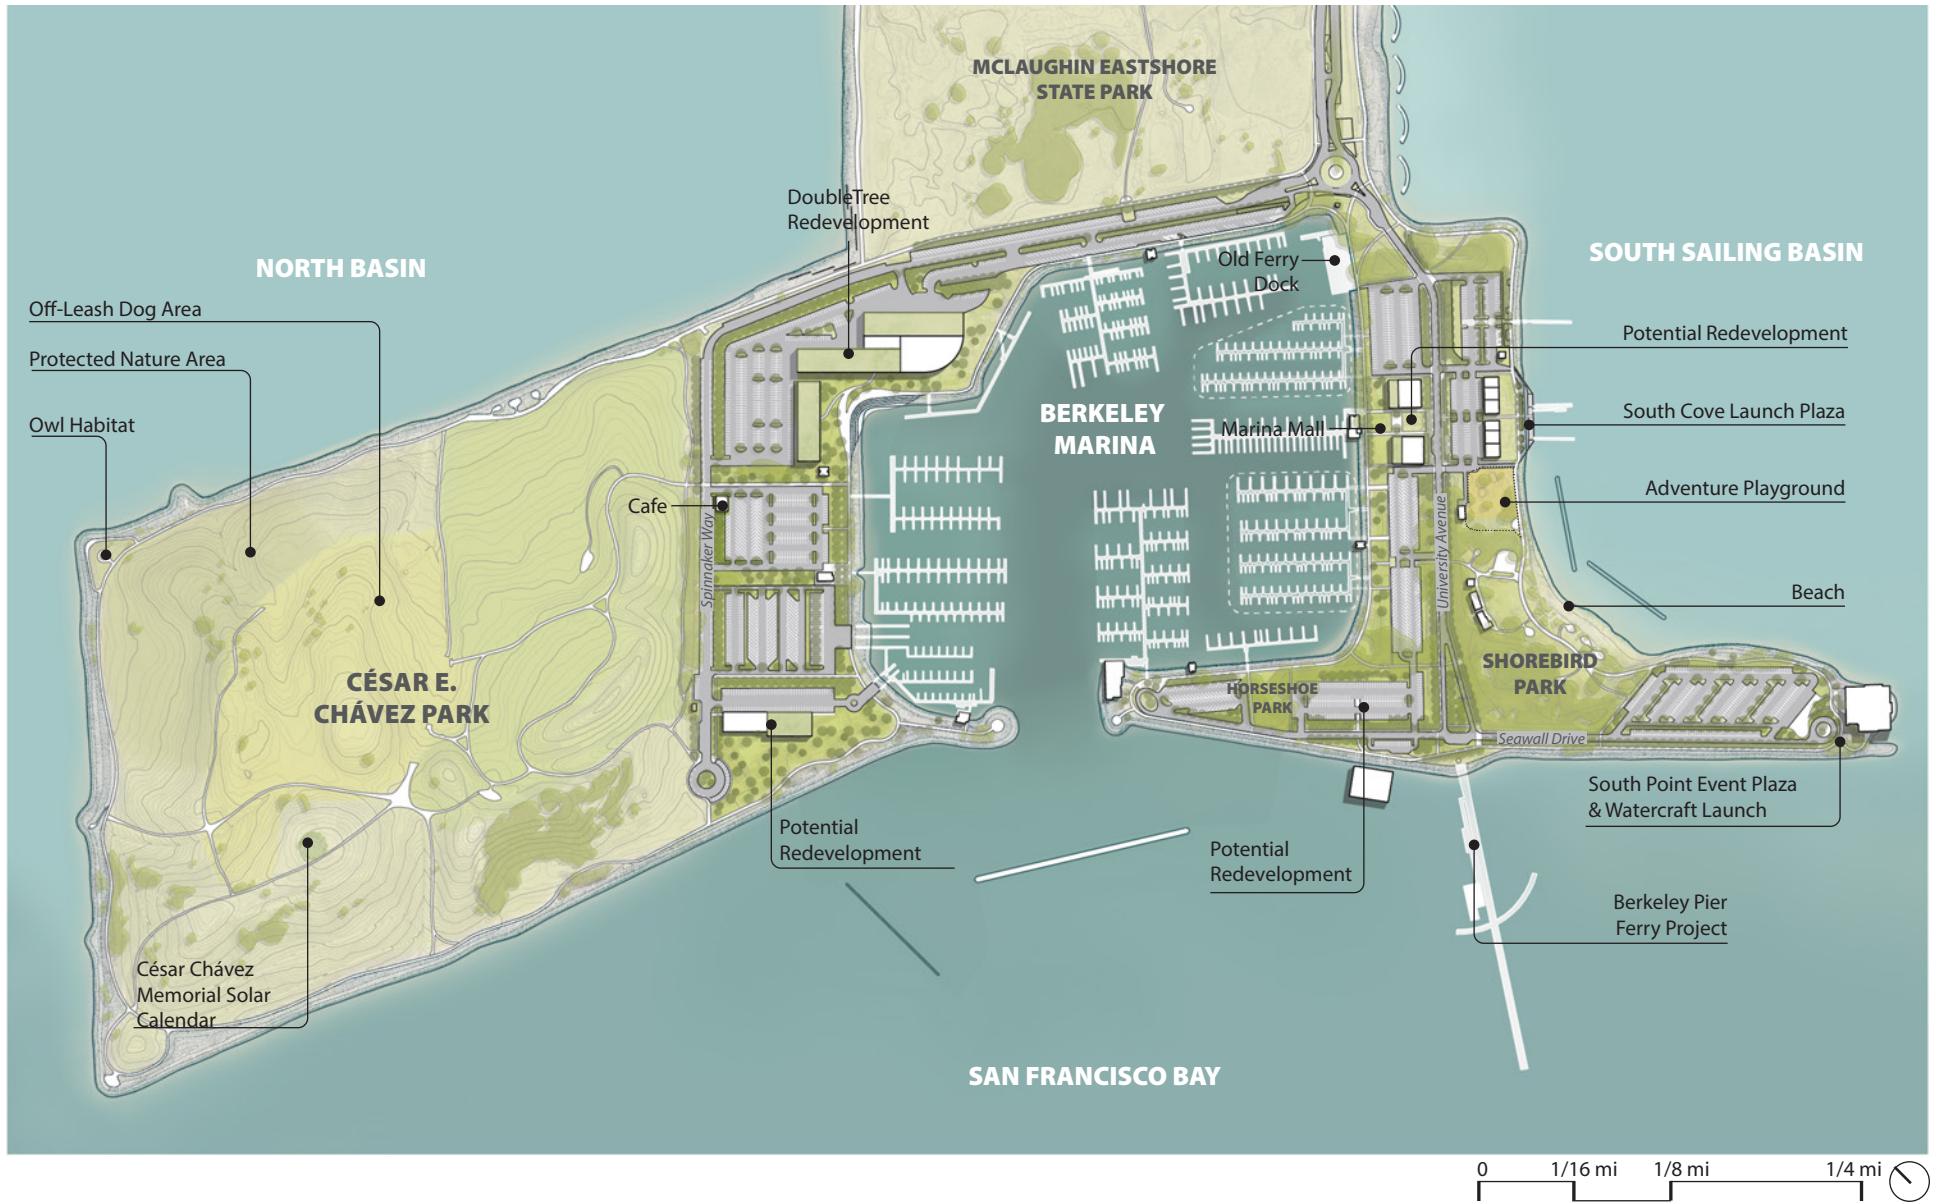 MCLAUGHIN EASTSHORE
STATE PARK
DoubleTree
Redevelopment
NORTH BASIN
Old Ferry
Dock
SOUTH SAILING BASIN
Off-Leash Dog Area
Protected Nature Area
Owl Habitat
Potential Redevelopment
BERKELEY
MARINA
Marina Mall
South Cove Launch Plaza
Adventure Playground
Cafe
Spinnaker Way
University Avenue
Beach
CÉSAR E.
CHÁVEZ PARK
SHOREBIRD
PARK
HORSESHOE
PARK
Seawall Drive
South Point Event Plaza
& Watercraft Launch
Potential
Redevelopment
Potential
Redevelopment
Berkeley Pier
Ferry Project
César Chávez
Memorial Solar
Calendar
SAN FRANCISCO BAY
0 1/16 mi 1/8 mi 1/4 mi